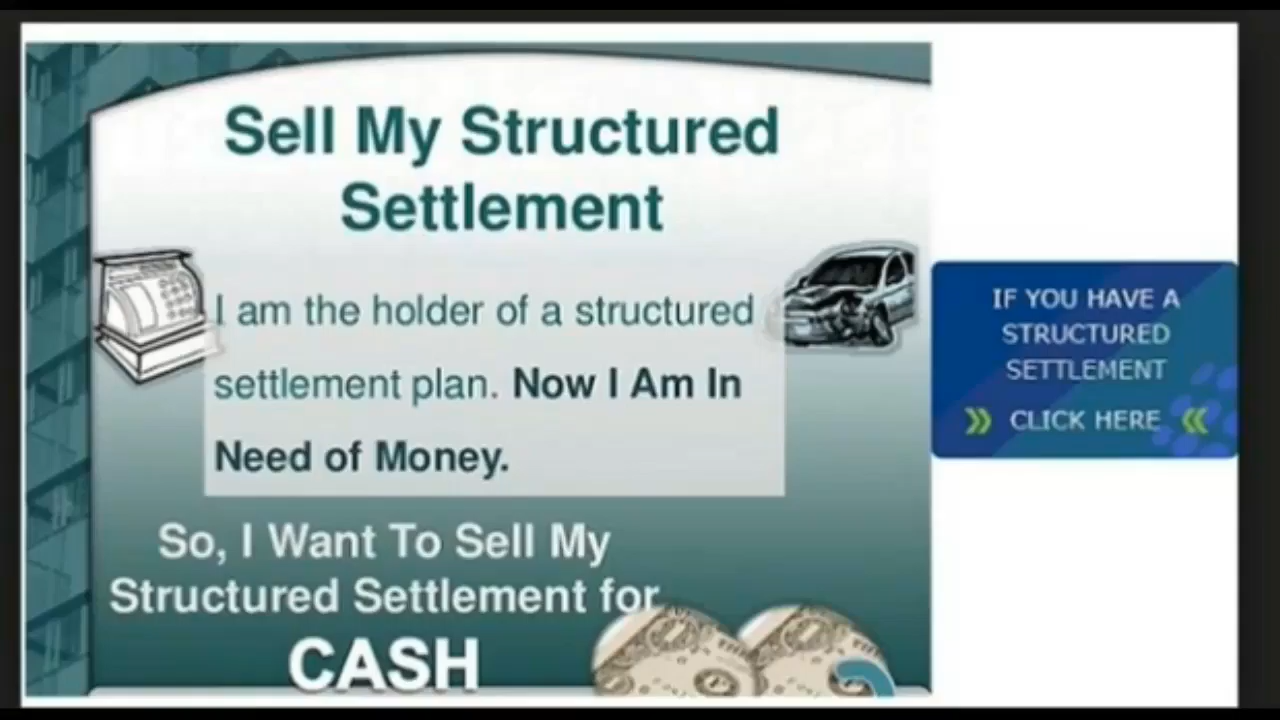 Sell My Structured
Settlement
I am the holder of a structured
settlement plan. Now I Am In
Need of Money.
So, I Want To Sell My
Structured Settlement for
CASH
IF YOU HAVE A
STRUCTURED
SETTLEMENT
» CLICK HERE «